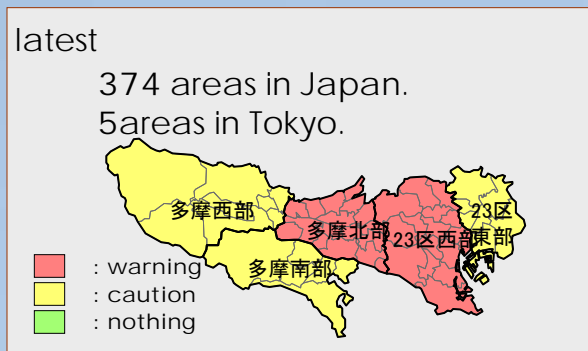 latest
374 areas in Japan.
5areas in Tokyo.
多摩西部
多摩北部
23区西部
23区
東部
多摩南部
: warning
: caution
: nothing